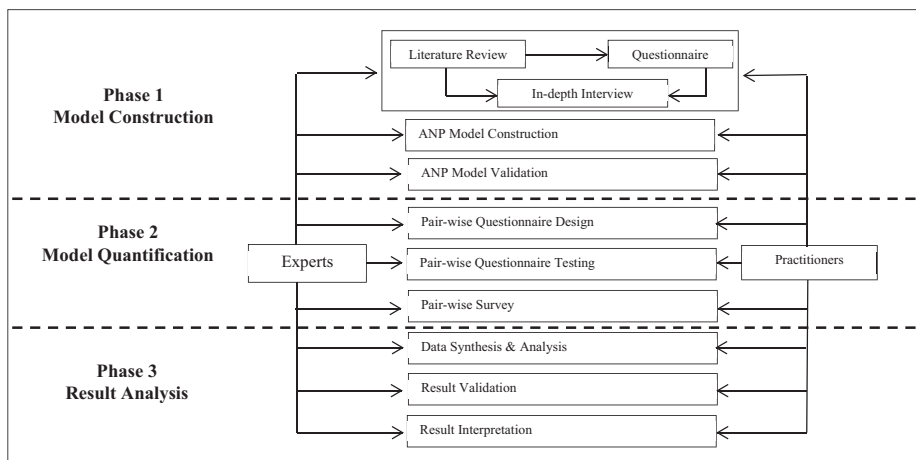 Literature Review
Questionnaire
In-depth Interview
Phase 1
Model Construction
ANP Model Construction
ANP Model Validation
Phase 2
Model Quantification
Pair-wise Questionnaire Design
Experts
Pair-wise Questionnaire Testing
Practitioners
Pair-wise Survey
Phase 3
Result Analysis
Data Synthesis & Analysis
Result Validation
Result Interpretation